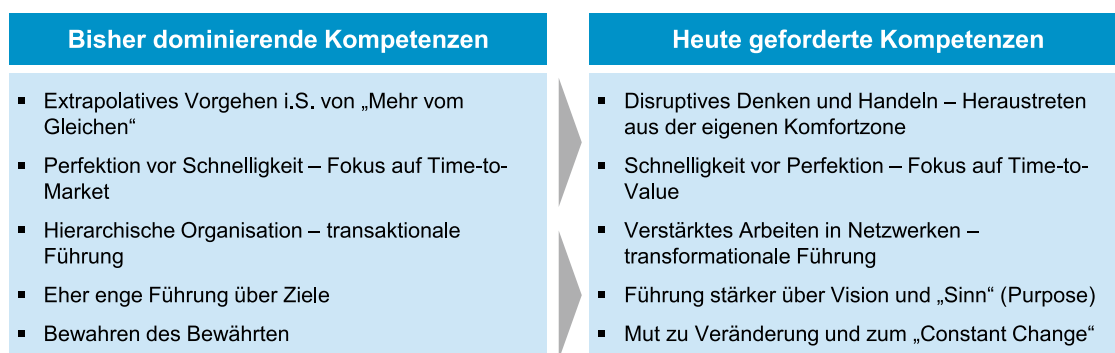 Bisher dominierende Kompetenzen
▪ Extrapolatives Vorgehen i.S. von „Mehr vom
Gleichen“
▪ Perfektion vor Schnelligkeit – Fokus auf Time-to-
Market
▪ Hierarchische Organisation – transaktionale
Führung
▪ Eher enge Führung über Ziele
▪ Bewahren des Bewährten
Heute geforderte Kompetenzen
▪ Disruptives Denken und Handeln – Heraustreten
aus der eigenen Komfortzone
▪ Schnelligkeit vor Perfektion – Fokus auf Time-to-
Value
▪ Verstärktes Arbeiten in Netzwerken –
transformationale Führung
▪ Führung stärker über Vision und „Sinn“ (Purpose)
▪ Mut zu Veränderung und zum „Constant Change“